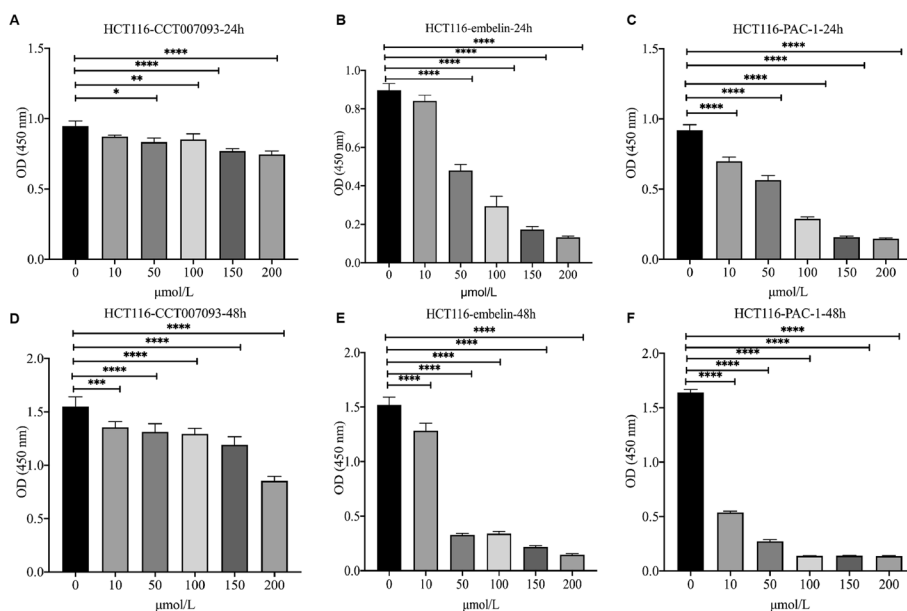 A
HCT116-CCT007093-24h
****
****
**
*
1.5
1.0
0.5
0.0
OD (450 nm)
0 10 50 100 150 200
μmol/L
B
HCT116-embelin-24h
****
****
****
****
1.0
0.8
0.6
0.4
0.2
0.0
OD (450 nm)
0 10 50 100 150 200
μmol/L
C
HCT116-PAC-1-24h
****
****
****
****
****
1.5
1.0
0.5
0.0
OD (450 nm)
0 10 50 100 150 200
μmol/L
D
HCT116-CCT007093-48h
****
****
****
****
***
2.0
1.5
1.0
0.5
0.0
OD (450 nm)
0 10 50 100 150 200
μmol/L
E
HCT116-embelin-48h
****
****
****
****
****
2.0
1.5
1.0
0.5
0.0
OD (450 nm)
0 10 50 100 150 200
μmol/L
F
HCT116-PAC-1-48h
****
****
****
****
****
2.0
1.5
1.0
0.5
0.0
OD (450 nm)
0 10 50 100 150 200
μmol/L